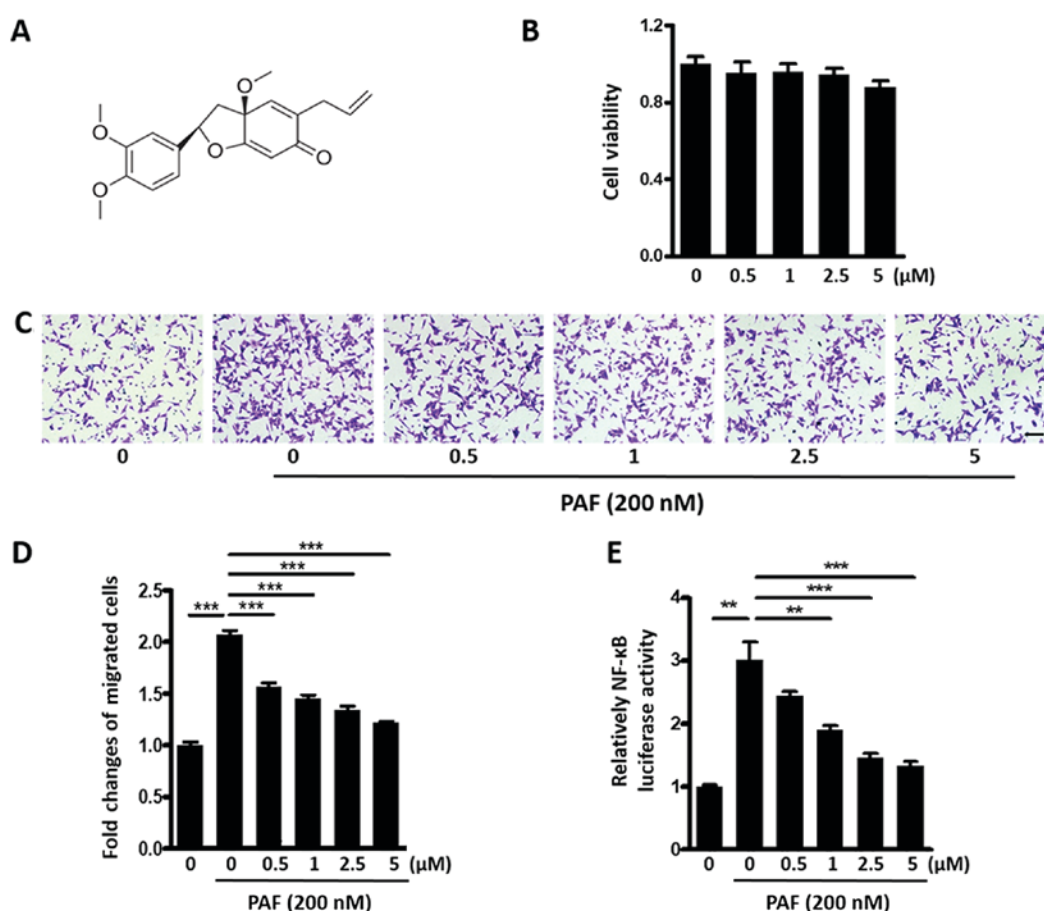 A
O
O
O
O
O
B
Cell viability
1.2
0.8
0.4
0.0
0 0.5 1 2.5 5 (μM)
C
0 0 0.5 1 2.5 5
PAF (200 nM)
D
Fold changes of migrated cells
2.5
2.0
1.5
1.0
0.5
0.0
***
***
***
*** ***
0 0 0.5 1 2.5 5 (μM)
PAF (200 nM)
E
Relatively NF-κB
luciferase activity
4
3
2
1
0
***
***
** **
0 0 0.5 1 2.5 5 (μM)
PAF (200 nM)